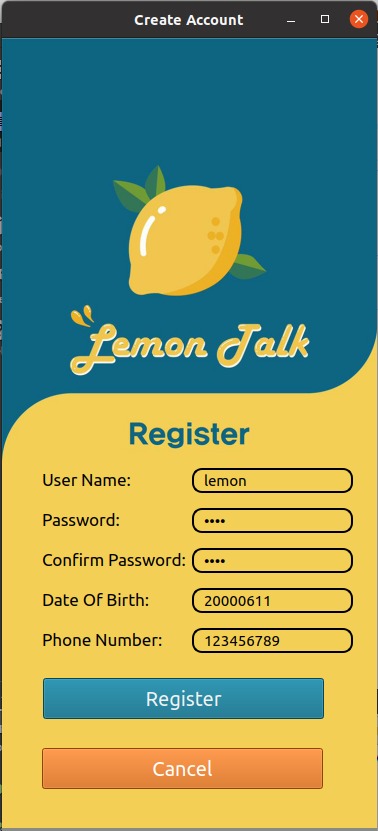 Create Account
Lemon Talk
Register
User Name: lemon
Password: ••••
Confirm Password: ••••
Date Of Birth: 20000611
Phone Number: 123456789
Register
Cancel